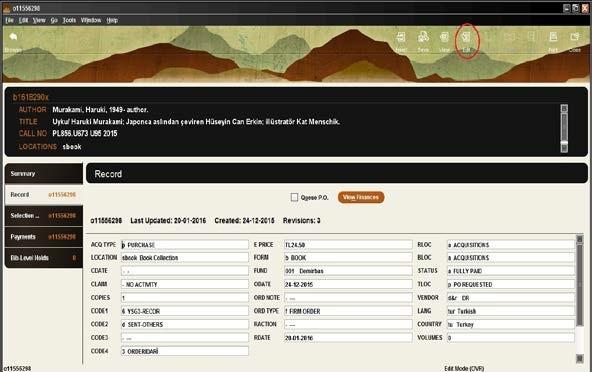 o11556298
File Edit View Go Tools Window Help
Browse Insert Save View Edit Print Close
b1618290x
AUTHOR Murakami, Haruki, 1949- author.
TITLE Uyku/ Haruki Murakami; Japonca aslından çeviren Hüseyin Can Erkin; illüstratör Kat Menschik.
CALL NO PL856.U673 U95 2015
LOCATIONS sbook
Summary
Record o11556298
Selection ... o11556298
Payments o11556298
Bib-Level Holds 0
Record
Queue P.O. View Finances
o11556298 Last Updated: 20-01-2016 Created: 24-12-2015 Revisions: 3
ACQ TYPE p PURCHASE E PRICE TL24.50 RLOC a ACQUISITIONS
LOCATION sbook Book Collection FORM b BOOK BLOC a ACQUISITIONS
CDATE - - FUND 001 Demirbas STATUS a FULLY PAID
CLAIM - NO ACTIVITY ODATE 24-12-2015 TLOC p PO REQUESTED
COPIES 1 ORD NOTE - --- VENDOR d&r DR
CODE1 6 YSG3-RECOR ORD TYPE f FIRM ORDER LANG tur Turkish
CODE2 d SENT-OTHERS RACTION - --- COUNTRY tu Turkey
CODE3 - --- RDATE 20-01-2016 VOLUMES 0
CODE4 3 ORDERIDARİ
o11556298 Edit Mode (C/VR)